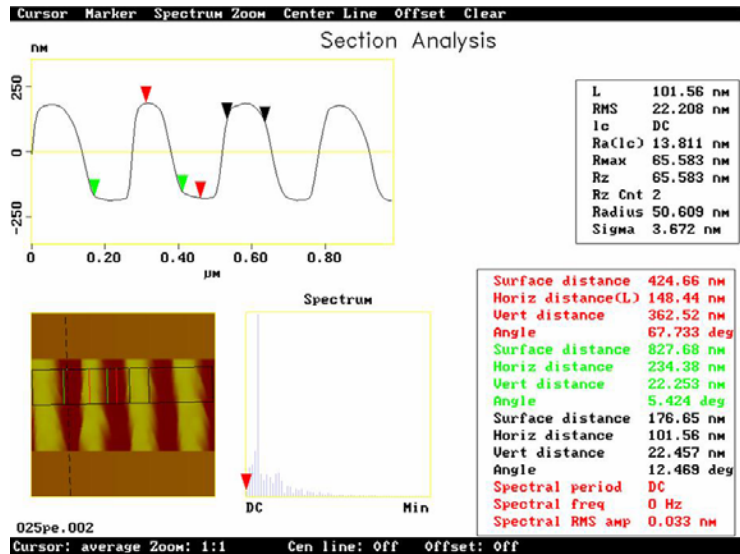 Cursor Marker Spectrum Zoom Center Line Offset Clear
Section Analysis
nM
250
0
-250
0 0.20 0.40 0.60 0.80
µM
L 101.56 nM
RMS 22.208 nM
lc DC
Ra(lc) 13.811 nM
Rmax 65.583 nM
Rz 65.583 nM
Rz Cnt 2
Radius 50.609 nM
Sigma 3.672 nM
Surface distance 424.66 nM
Horiz distance(L) 148.44 nM
Vert distance 362.52 nM
Angle 67.733 deg
Surface distance 827.68 nM
Horiz distance 234.38 nM
Vert distance 22.253 nM
Angle 5.424 deg
Surface distance 176.65 nM
Horiz distance 101.56 nM
Vert distance 22.457 nM
Angle 12.469 deg
Spectral period DC
Spectral freq 0 Hz
Spectral RMS amp 0.033 nM
Spectrum
DC Min
025pe.002
Cursor: average Zoom: 1:1 Cen line: Off Offset: Off